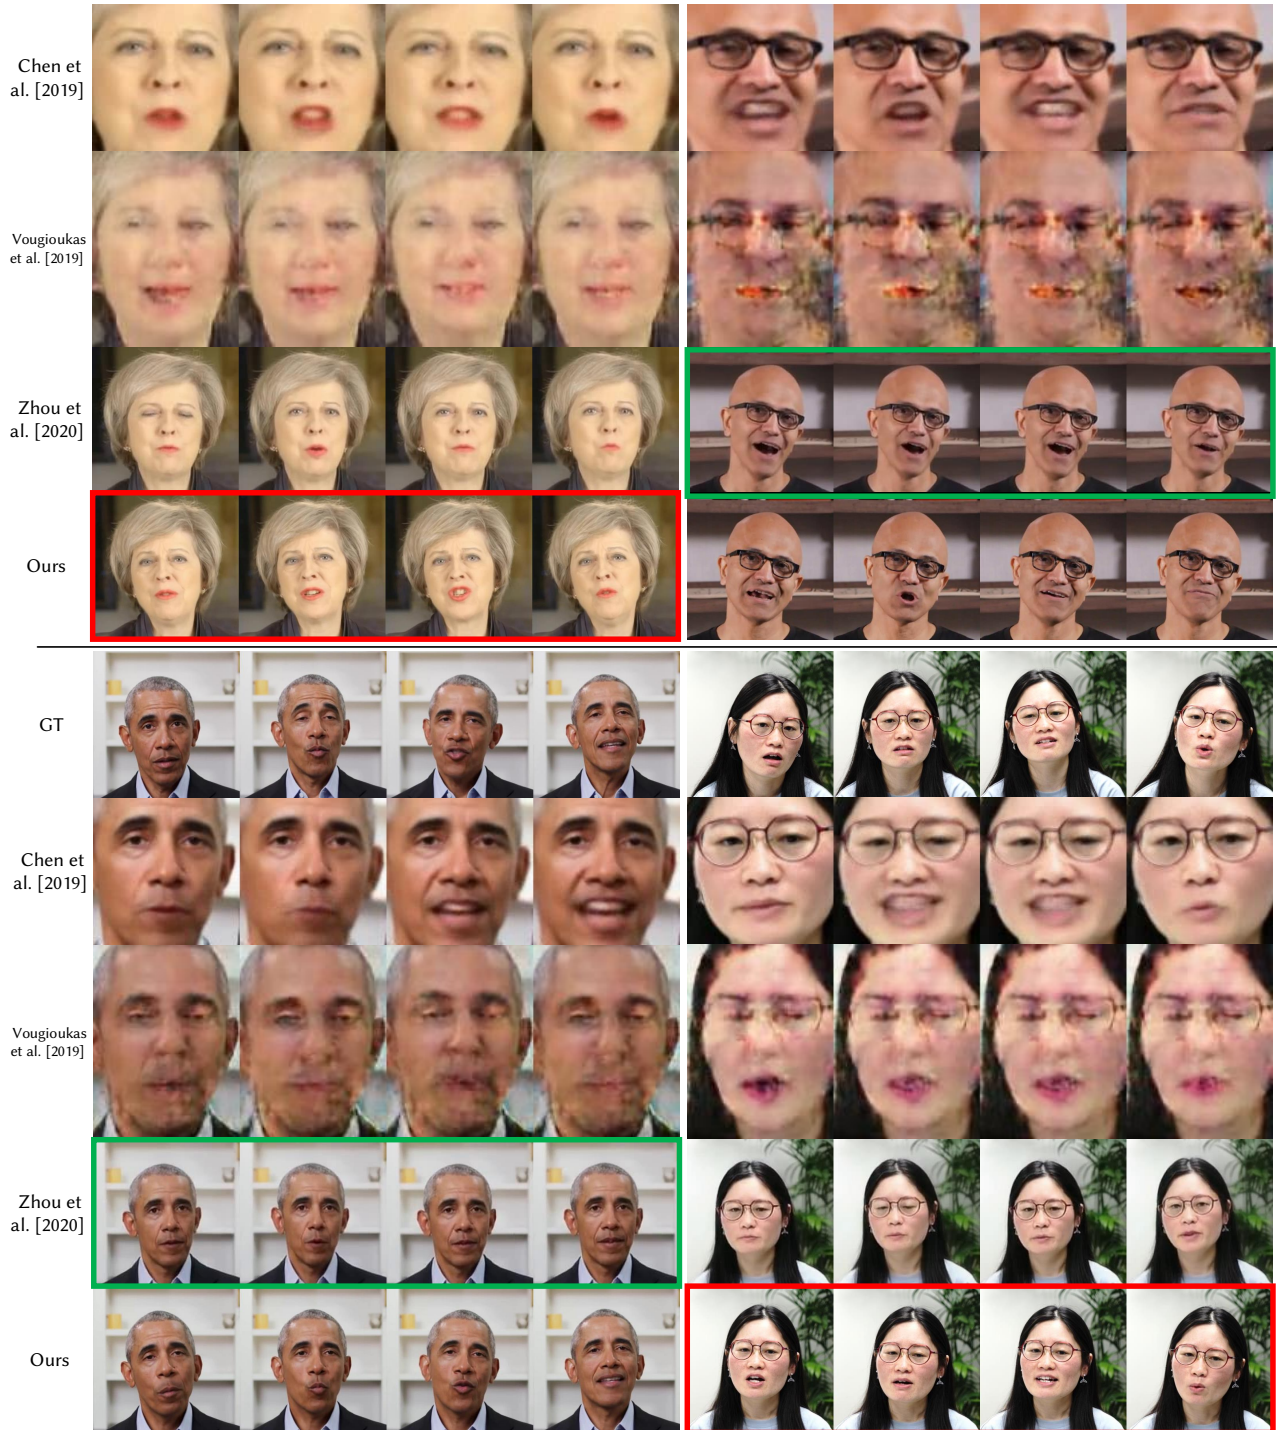 Chen et
al. [2019]
Vougioukas
et al. [2019]
Zhou et
al. [2020]
Ours
GT
Chen et
al. [2019]
Vougioukas
et al. [2019]
Zhou et
al. [2020]
Ours